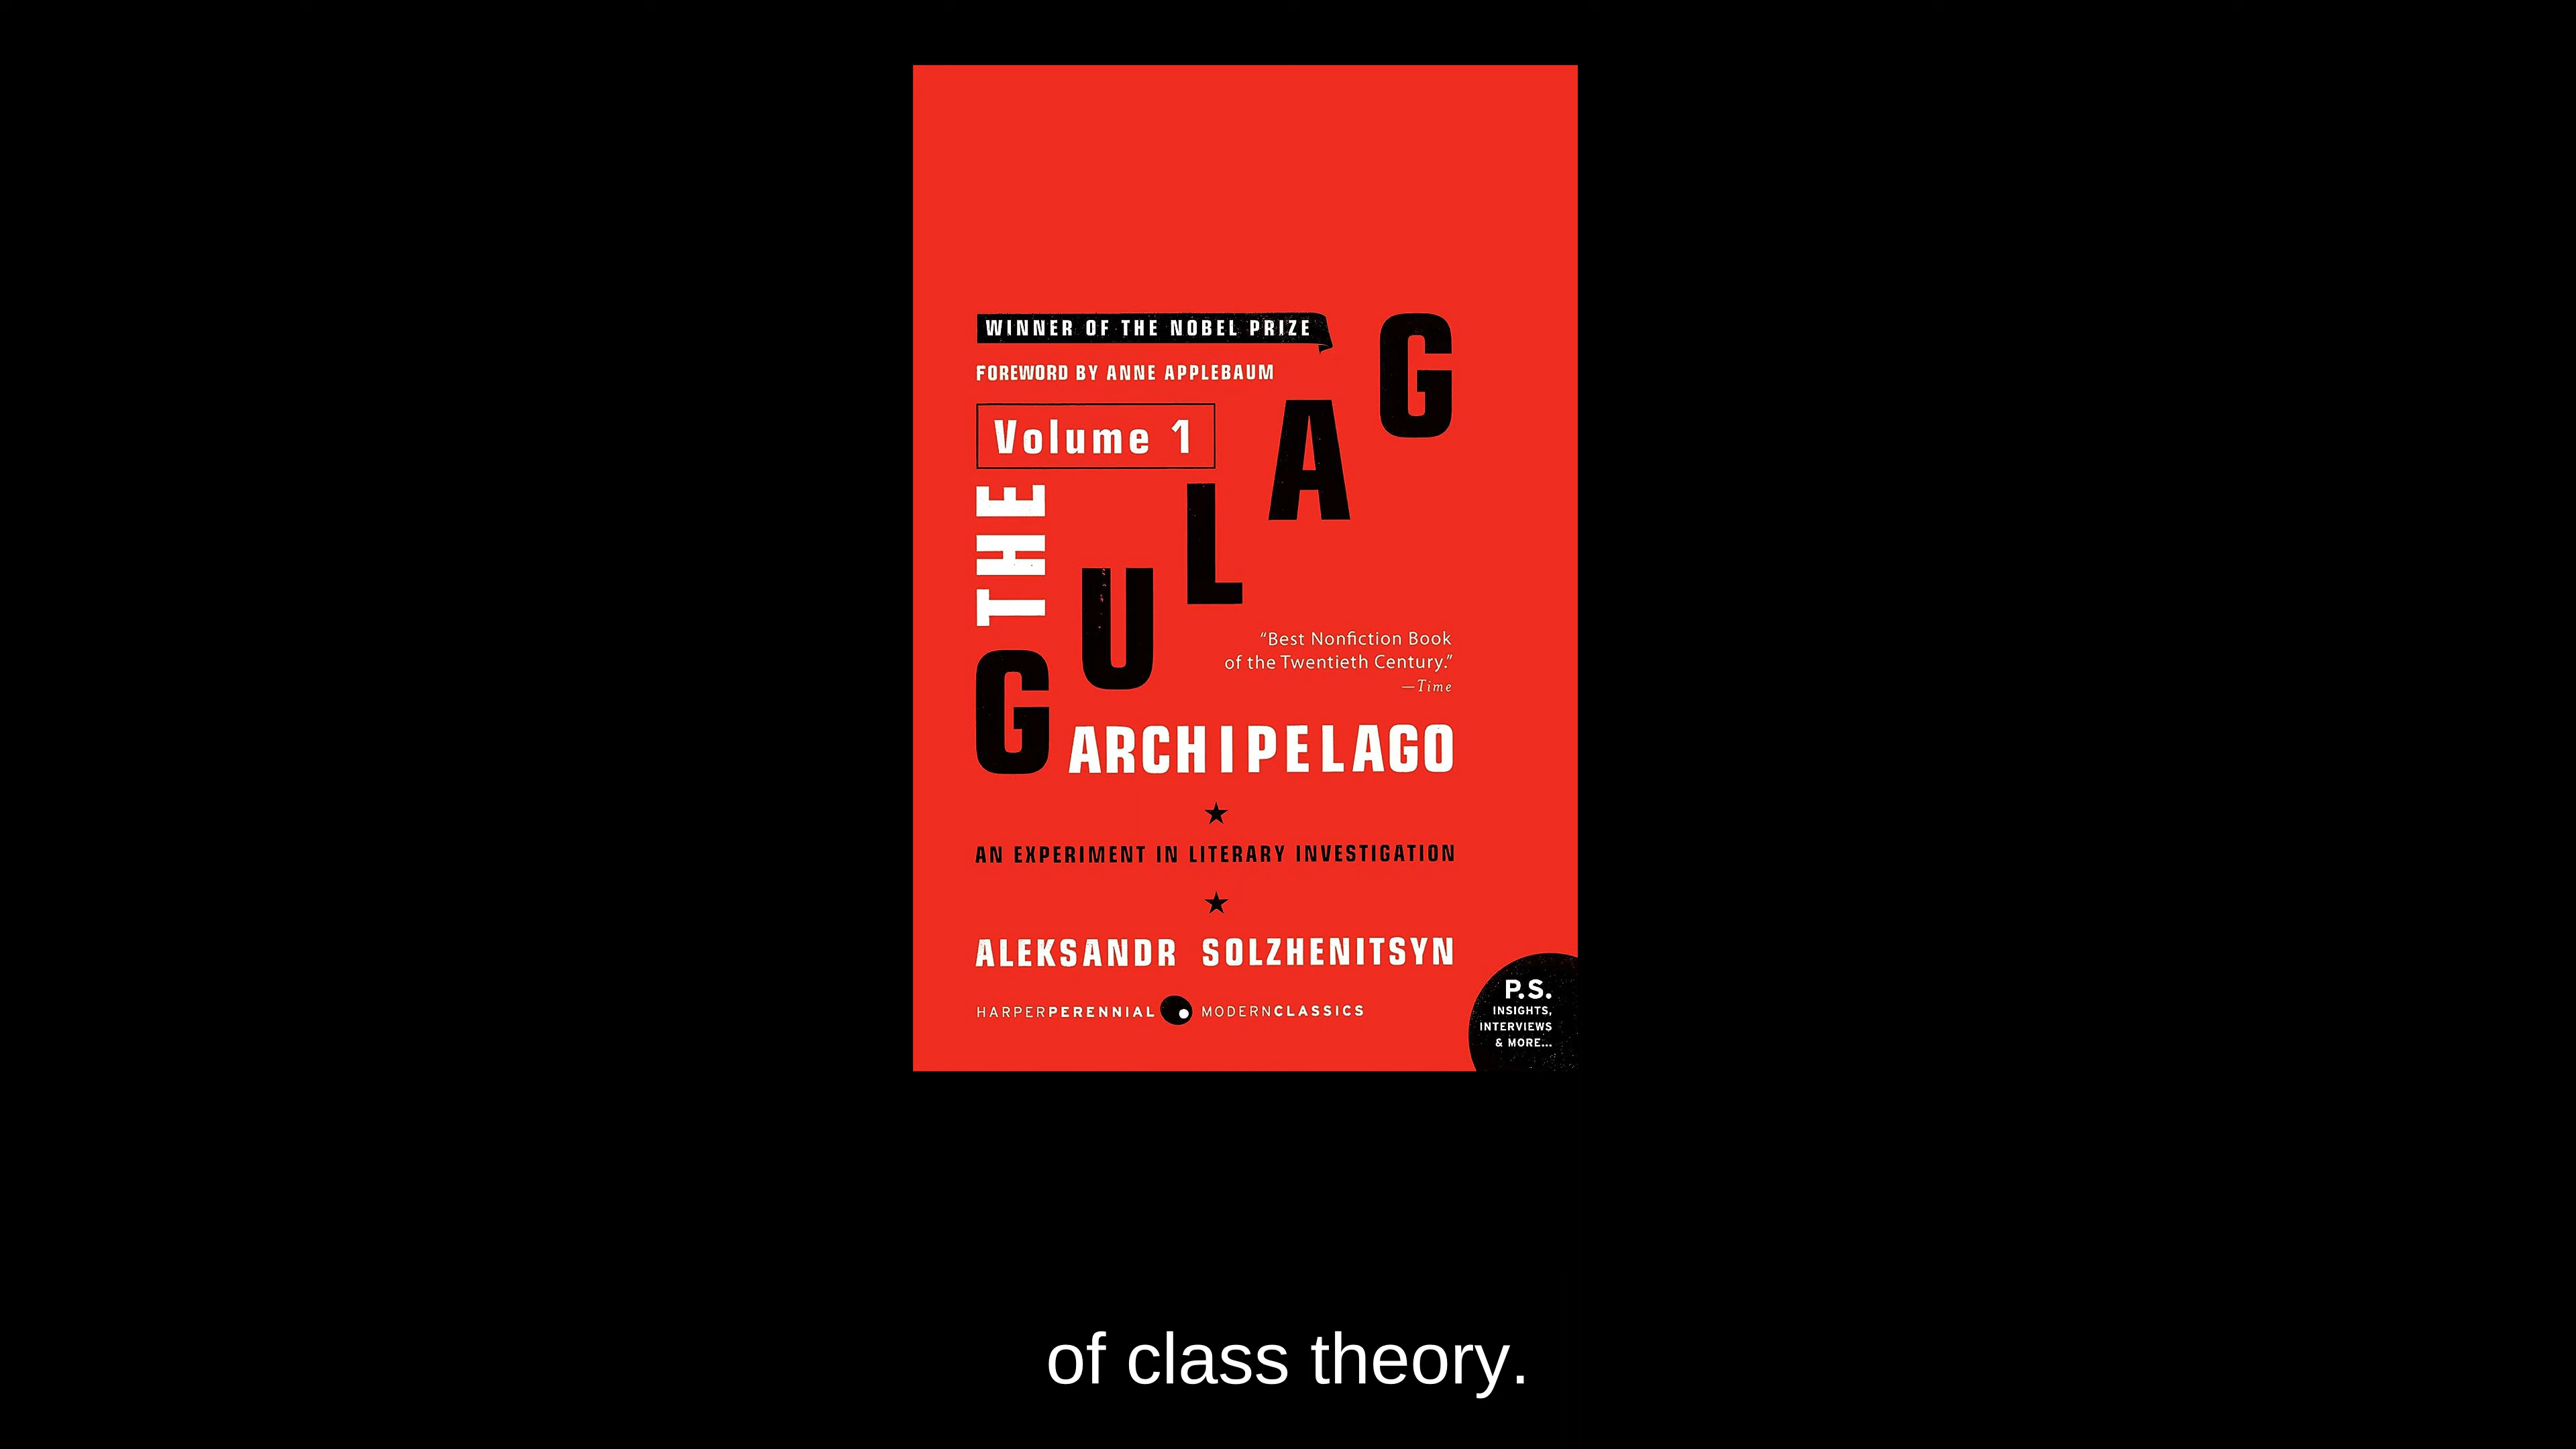 WINNER OF THE NOBEL PRIZE
FOREWORD BY ANNE APPLEBAUM
Volume 1
THE
GULAG
ARCHIPELAGO
“Best Nonfiction Book
of the Twentieth Century.”
—Time
AN EXPERIMENT IN LITERARY INVESTIGATION
ALEKSANDR SOLZHENITSYN
HARPERPERENNIAL MODERNCLASSICS
P.S.
INSIGHTS,
INTERVIEWS
& MORE...
of class theory.